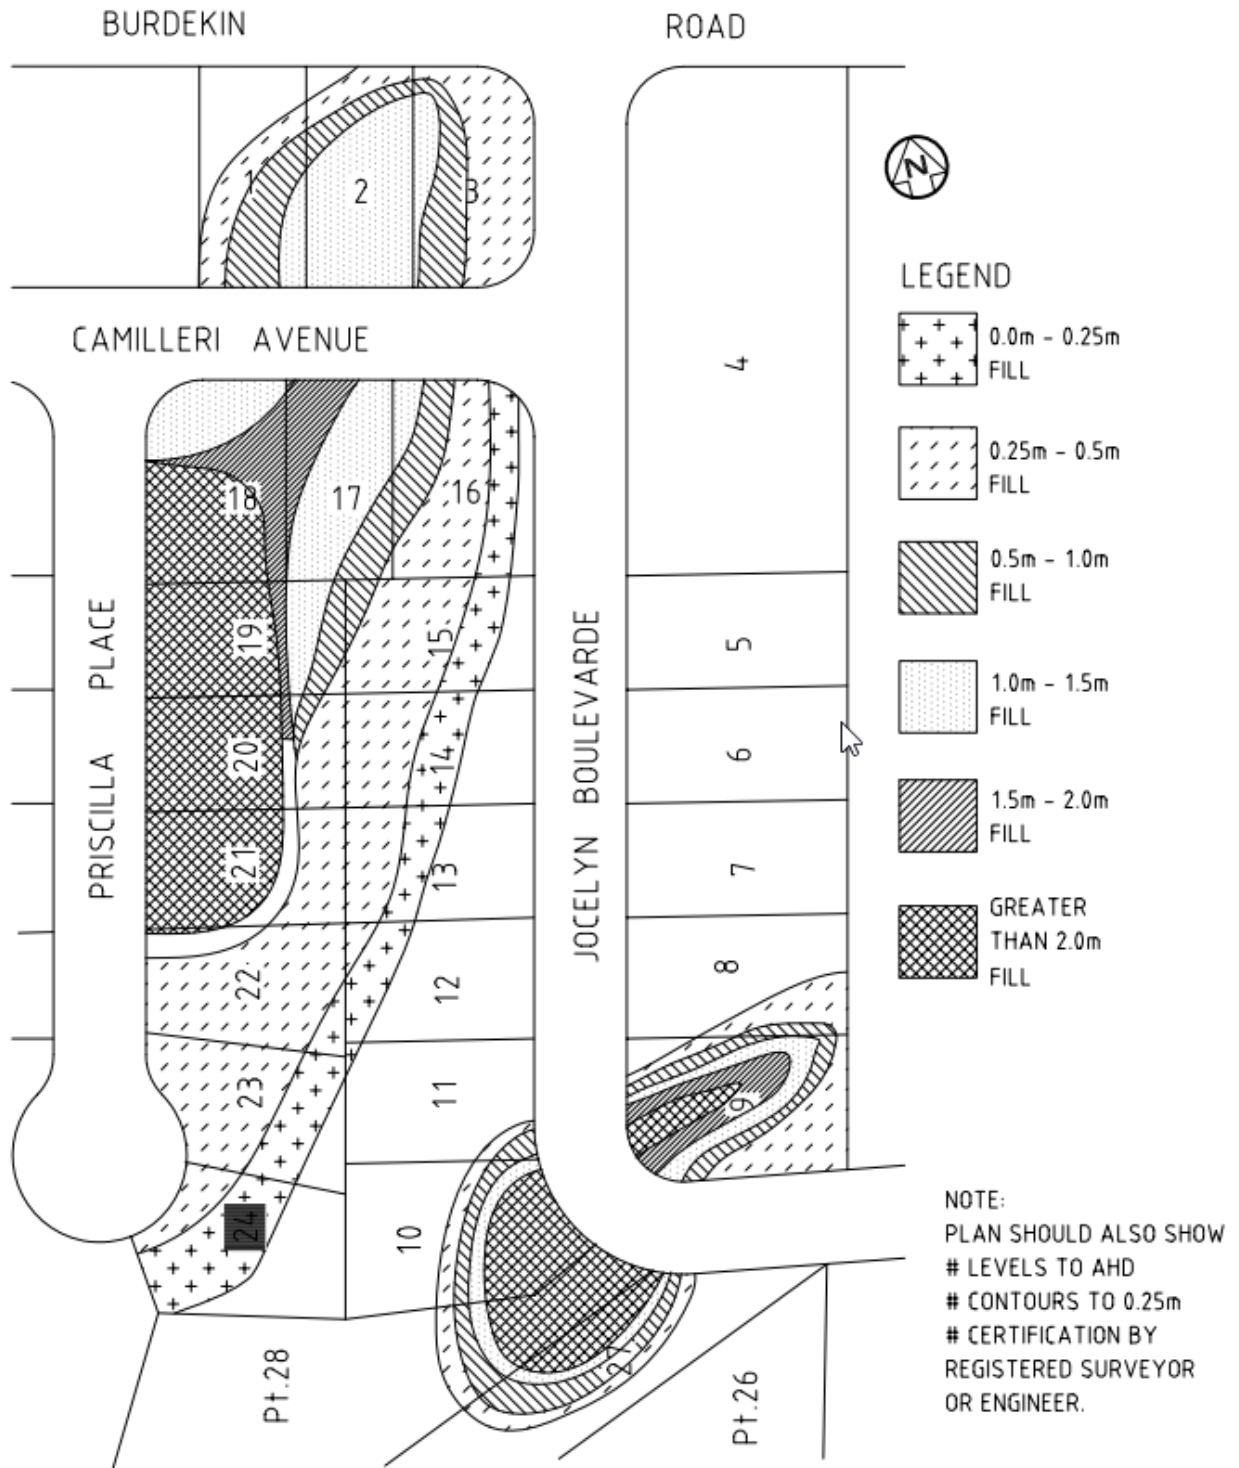 BURDEKIN ROAD
1
2
3
N
CAMILLERI AVENUE
4
LEGEND
0.0m - 0.25m
FILL
0.25m - 0.5m
FILL
0.5m - 1.0m
FILL
1.0m - 1.5m
FILL
1.5m - 2.0m
FILL
GREATER
THAN 2.0m
FILL
18
17
16
PRISCILLA PLACE
JOCELYN BOULEVARDE
19
15
5
20
14
6
21
13
7
22
12
8
23
11
9
24
10
27
Pt.28
Pt.26
NOTE:
PLAN SHOULD ALSO SHOW
# LEVELS TO AHD
# CONTOURS TO 0.25m
# CERTIFICATION BY
REGISTERED SURVEYOR
OR ENGINEER.